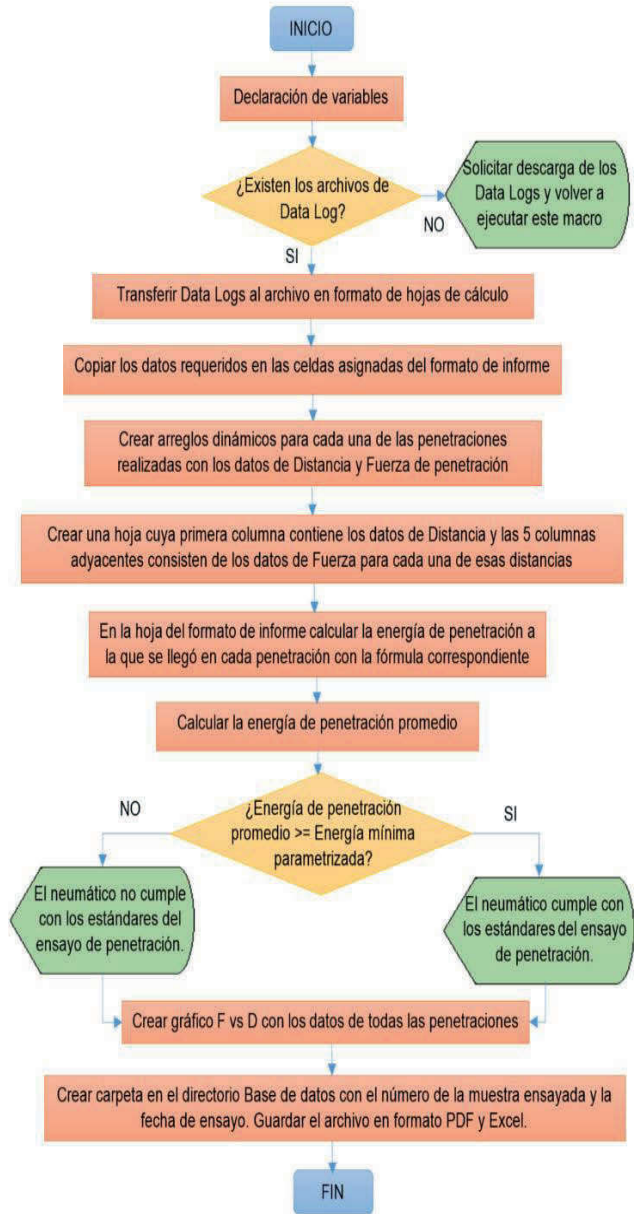 INICIO
Declaración de variables
¿Existen los archivos de
Data Log?
NO
Solicitar descarga de los
Data Logs y volver a
ejecutar este macro
SI
Transferir Data Logs al archivo en formato de hojas de cálculo
Copiar los datos requeridos en las celdas asignadas del formato de informe
Crear arreglos dinámicos para cada una de las penetraciones
realizadas con los datos de Distancia y Fuerza de penetración
Crear una hoja cuya primera columna contiene los datos de Distancia y las 5 columnas
adyacentes consisten de los datos de Fuerza para cada una de esas distancias
En la hoja del formato de informe calcular la energía de penetración a
la que se llegó en cada penetración con la fórmula correspondiente
Calcular la energía de penetración promedio
¿Energía de penetración
promedio >= Energía mínima
parametrizada?
NO
SI
El neumático no cumple
con los estándares del
ensayo de penetración.
El neumático cumple con
los estándares del ensayo
de penetración.
Crear gráfico F vs D con los datos de todas las penetraciones
Crear carpeta en el directorio Base de datos con el número de la muestra ensayada y la
fecha de ensayo. Guardar el archivo en formato PDF y Excel.
FIN